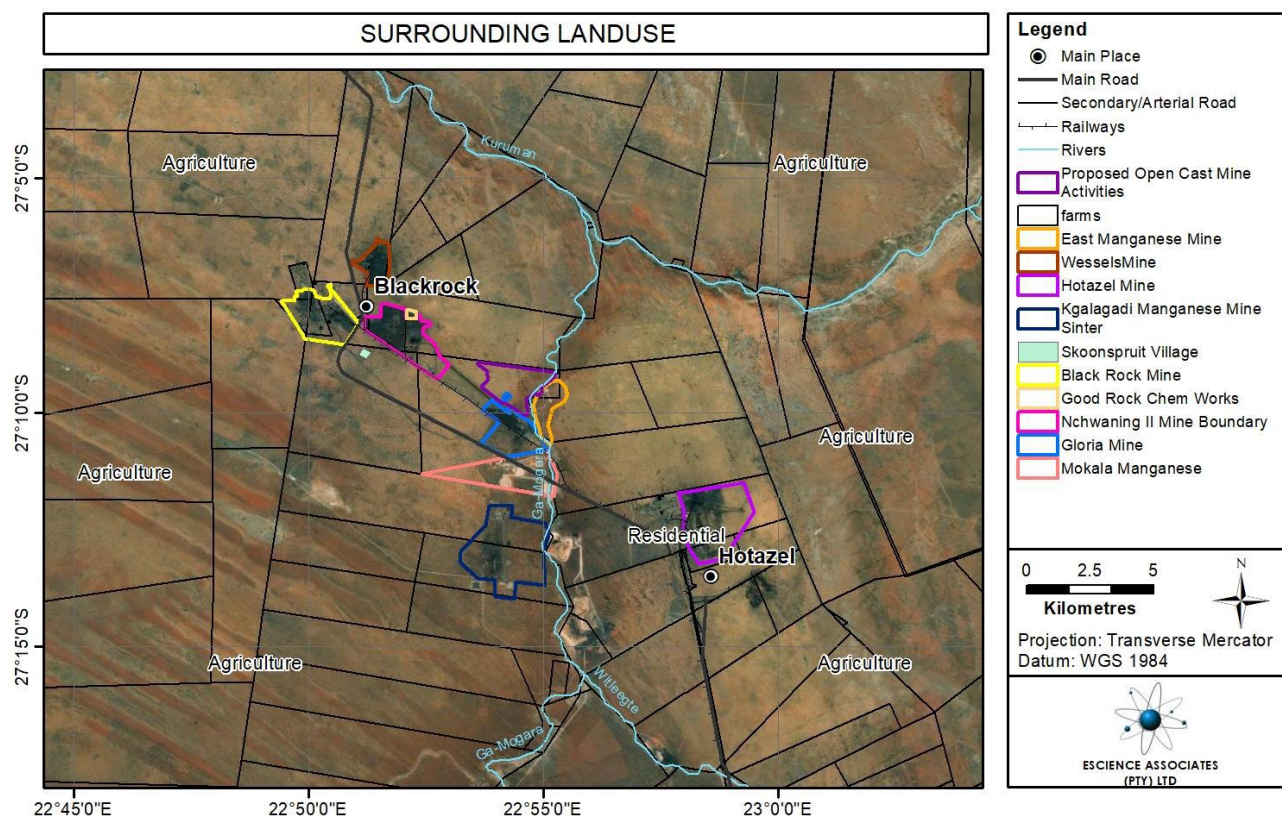 SURROUNDING LANDUSE
27°5'0"S
27°10'0"S
27°15'0"S
22°45'0"E
22°50'0"E
22°55'0"E
23°0'0"E
Agriculture
Kuruman
Agriculture
Blackrock
Agriculture
Agriculture
Ga-Mogara
Residential
Hotazel
Agriculture
Agriculture
Witleegte
Ga-Mogara
Legend
Main Place
Main Road
Secondary/Arterial Road
Railways
Rivers
Proposed Open Cast Mine
Activities
farms
East Manganese Mine
WesselsMine
Hotazel Mine
Kgalagadi Manganese Mine
Sinter
Skoonspruit Village
Black Rock Mine
Good Rock Chem Works
Nchwaning II Mine Boundary
Gloria Mine
Mokala Manganese
0 2.5 5
Kilometres
N
Projection: Transverse Mercator
Datum: WGS 1984
ESCIENCE ASSOCIATES
(PTY) LTD